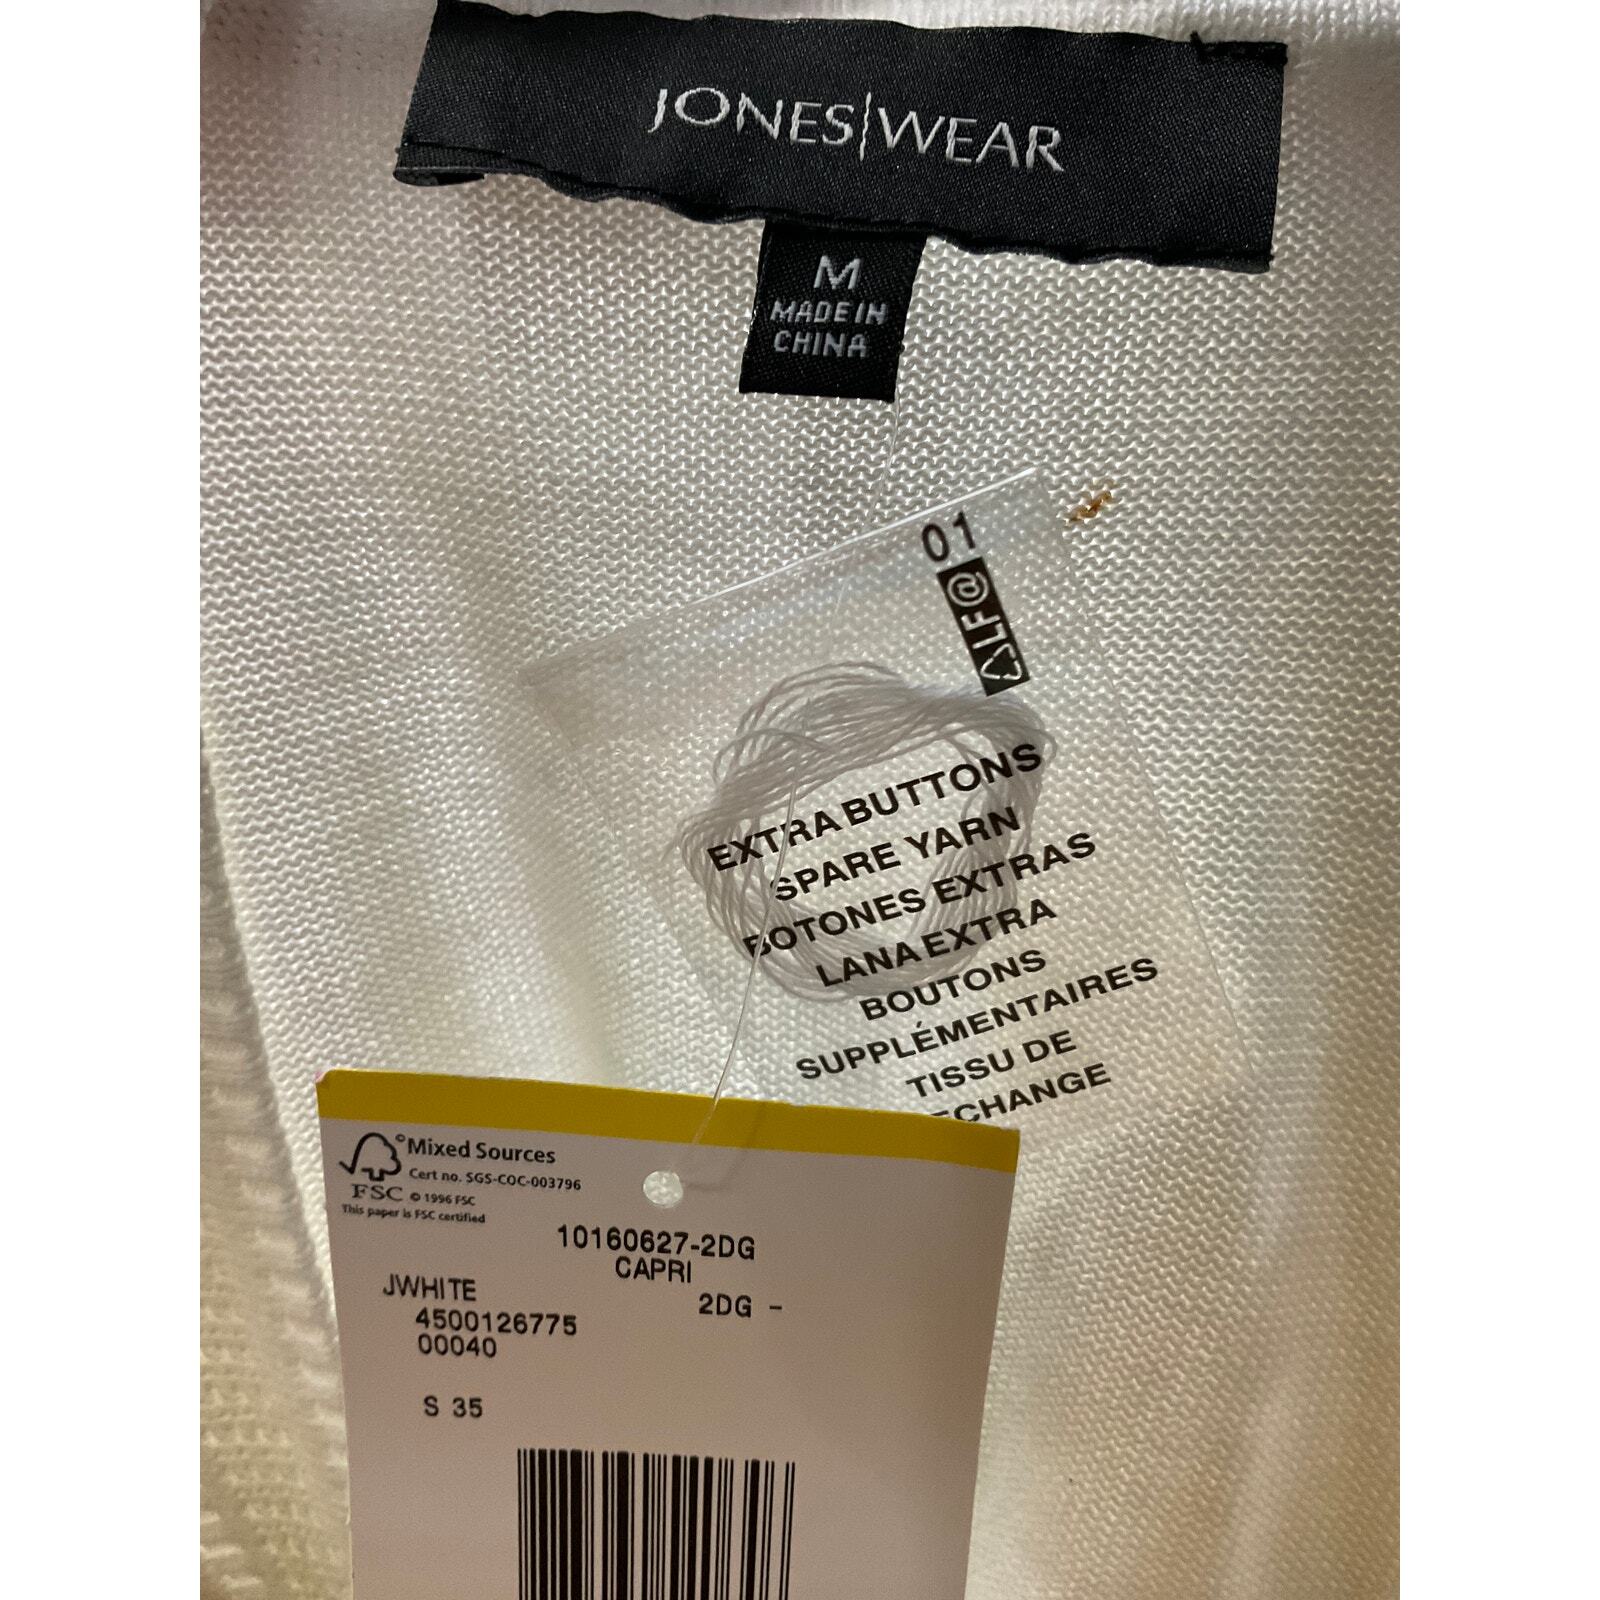 JONES|WEAR
M
MADE IN
CHINA
01
LF@
EXTRA BUTTONS
SPARE YARN
BOTONES EXTRAS
LANA EXTRA
BOUTONS
SUPPLÉMENTAIRES
TISSU DE
ECHANGE
Mixed Sources
Cert no. SGS-COC-003796
FSC © 1996 FSC
This paper is FSC certified
10160627-2DG
CAPRI
JWHITE
2DG -
4500126775
00040
S 35